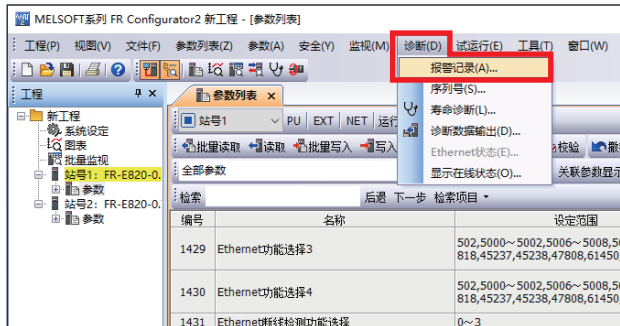 MELSOFT系列 FR Configurator2 新工程 - [参数列表]
工程(P) 视图(V) 文件(F) 参数列表(Z) 参数(A) 安全(Y) 监视(M) 诊断(D) 试运行(E) 工具(T) 窗口(W)
报警记录(A)...
序列号(S)...
寿命诊断(L)...
诊断数据输出(D)...
Ethernet状态(E)...
显示在线状态(O)...
工程
新工程
系统设定
图表
批量监视
站号1: FR-E820-0.
参数
站号2: FR-E820-0.
参数
参数列表
站号1 PU EXT NET 运行
批量读取 读取 批量写入 写入 校验 撤
全部参数 关联参数显示
检索 后退 下一步 检索项目
编号 名称 设定范围
1429 Ethernet功能选择3 502,5000～5002,5006～5008,50
818,45237,45238,47808,61450,
1430 Ethernet功能选择4 502,5000～5002,5006～5008,50
818,45237,45238,47808,61450,
1431 Ethernet断线检测功能选择 0～3